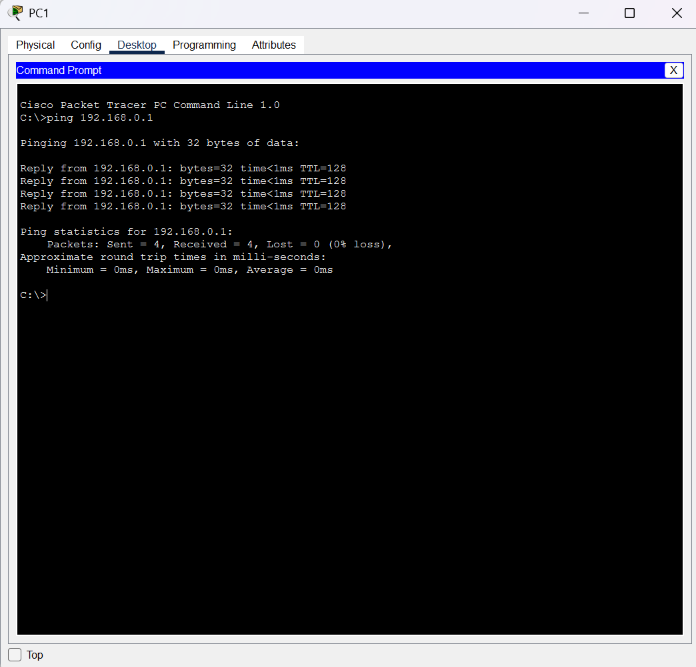 PC1
Physical Config Desktop Programming Attributes
Command Prompt X
Cisco Packet Tracer PC Command Line 1.0
C:\>ping 192.168.0.1
Pinging 192.168.0.1 with 32 bytes of data:
Reply from 192.168.0.1: bytes=32 time<1ms TTL=128
Reply from 192.168.0.1: bytes=32 time<1ms TTL=128
Reply from 192.168.0.1: bytes=32 time<1ms TTL=128
Reply from 192.168.0.1: bytes=32 time<1ms TTL=128
Ping statistics for 192.168.0.1:
Packets: Sent = 4, Received = 4, Lost = 0 (0% loss),
Approximate round trip times in milli-seconds:
Minimum = 0ms, Maximum = 0ms, Average = 0ms
C:\>
Top